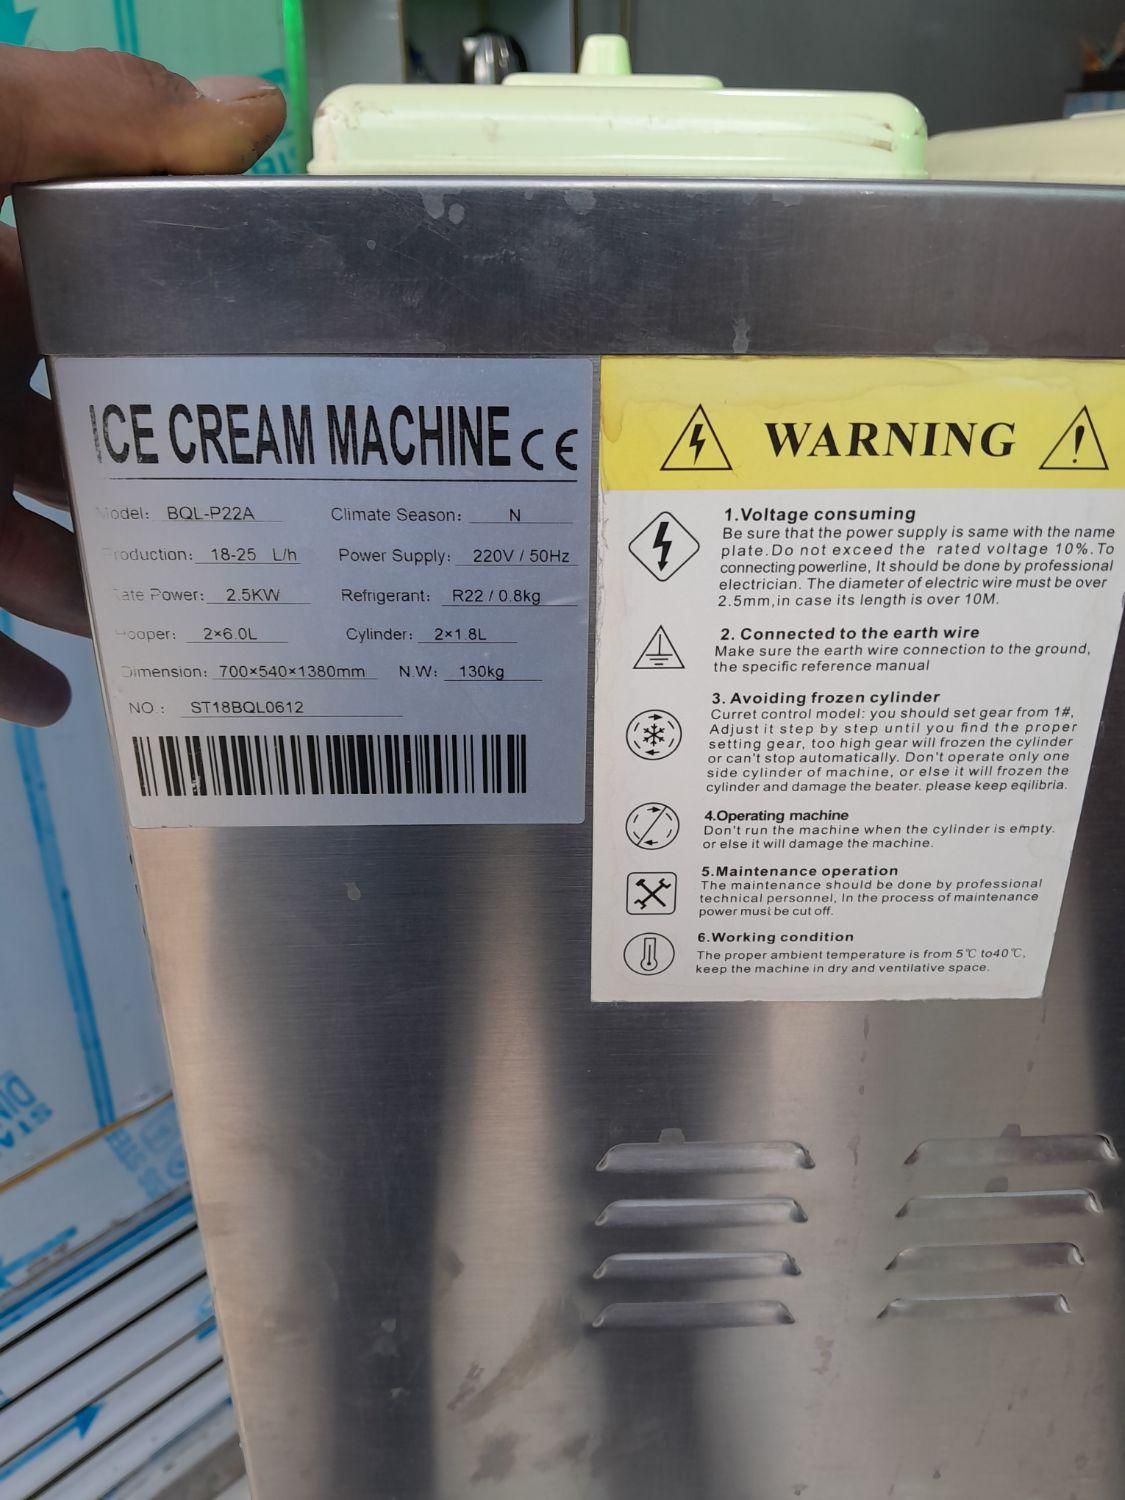 ICE CREAM MACHINE CE
Model: BQL-P22A Climate Season: N
Production: 18-25 L/h Power Supply: 220V / 50Hz
Rate Power: 2.5KW Refrigerant: R22 / 0.8kg
Hooper: 2×6.0L Cylinder: 2×1.8L
Dimension: 700×540×1380mm N.W: 130kg
NO.: ST18BQL0612
WARNING
1.Voltage consuming
Be sure that the power supply is same with the name
plate. Do not exceed the rated voltage 10%. To
connecting powerline, It should be done by professional
electrician. The diameter of electric wire must be over
2.5mm,in case its length is over 10M.
2. Connected to the earth wire
Make sure the earth wire connection to the ground,
the specific reference manual
3. Avoiding frozen cylinder
Curret control model: you should set gear from 1#,
Adjust it step by step until you find the proper
setting gear, too high gear will frozen the cylinder
or can't stop automatically. Don't operate only one
side cylinder of machine, or else it will frozen the
cylinder and damage the beater. please keep eqilibria.
4.Operating machine
Don't run the machine when the cylinder is empty.
or else it will damage the machine.
5.Maintenance operation
The maintenance should be done by professional
technical personnel, In the process of maintenance
power must be cut off.
6.Working condition
The proper ambient temperature is from 5℃ to40℃,
keep the machine in dry and ventilative space.